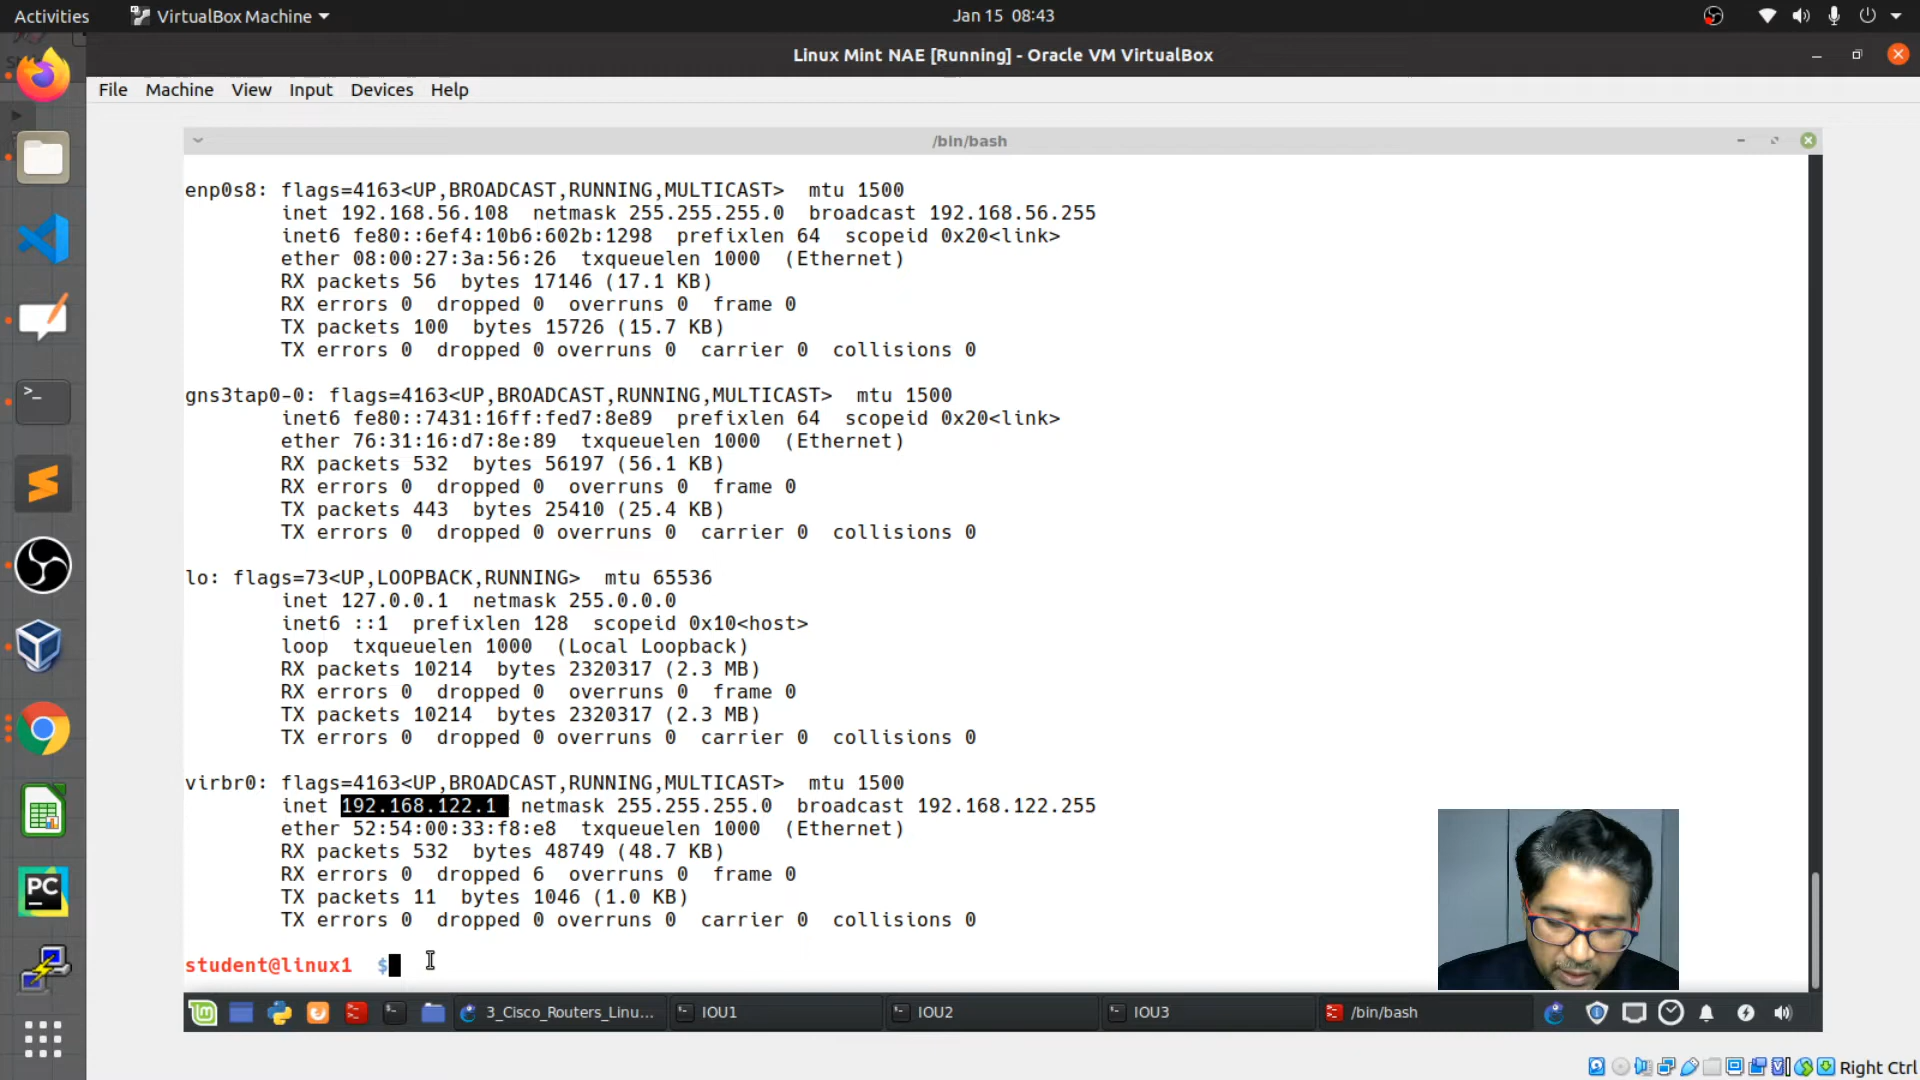 Activities VirtualBox Machine Jan 15 08:43
Linux Mint NAE [Running] - Oracle VM VirtualBox
File Machine View Input Devices Help
/bin/bash
enp0s8: flags=4163<UP,BROADCAST,RUNNING,MULTICAST> mtu 1500
inet 192.168.56.108 netmask 255.255.255.0 broadcast 192.168.56.255
inet6 fe80::6ef4:10b6:602b:1298 prefixlen 64 scopeid 0x20<link>
ether 08:00:27:3a:56:26 txqueuelen 1000 (Ethernet)
RX packets 56 bytes 17146 (17.1 KB)
RX errors 0 dropped 0 overruns 0 frame 0
TX packets 100 bytes 15726 (15.7 KB)
TX errors 0 dropped 0 overruns 0 carrier 0 collisions 0
gns3tap0-0: flags=4163<UP,BROADCAST,RUNNING,MULTICAST> mtu 1500
inet6 fe80::7431:16ff:fed7:8e89 prefixlen 64 scopeid 0x20<link>
ether 76:31:16:d7:8e:89 txqueuelen 1000 (Ethernet)
RX packets 532 bytes 56197 (56.1 KB)
RX errors 0 dropped 0 overruns 0 frame 0
TX packets 443 bytes 25410 (25.4 KB)
TX errors 0 dropped 0 overruns 0 carrier 0 collisions 0
lo: flags=73<UP,LOOPBACK,RUNNING> mtu 65536
inet 127.0.0.1 netmask 255.0.0.0
inet6 ::1 prefixlen 128 scopeid 0x10<host>
loop txqueuelen 1000 (Local Loopback)
RX packets 10214 bytes 2320317 (2.3 MB)
RX errors 0 dropped 0 overruns 0 frame 0
TX packets 10214 bytes 2320317 (2.3 MB)
TX errors 0 dropped 0 overruns 0 carrier 0 collisions 0
virbr0: flags=4163<UP,BROADCAST,RUNNING,MULTICAST> mtu 1500
inet 192.168.122.1 netmask 255.255.255.0 broadcast 192.168.122.255
ether 52:54:00:33:f8:e8 txqueuelen 1000 (Ethernet)
RX packets 532 bytes 48749 (48.7 KB)
RX errors 0 dropped 6 overruns 0 frame 0
TX packets 11 bytes 1046 (1.0 KB)
TX errors 0 dropped 0 overruns 0 carrier 0 collisions 0
student@linux1 $
3_Cisco_Routers_Linu... IOU1 IOU2 IOU3 /bin/bash
Right Ctrl
PC